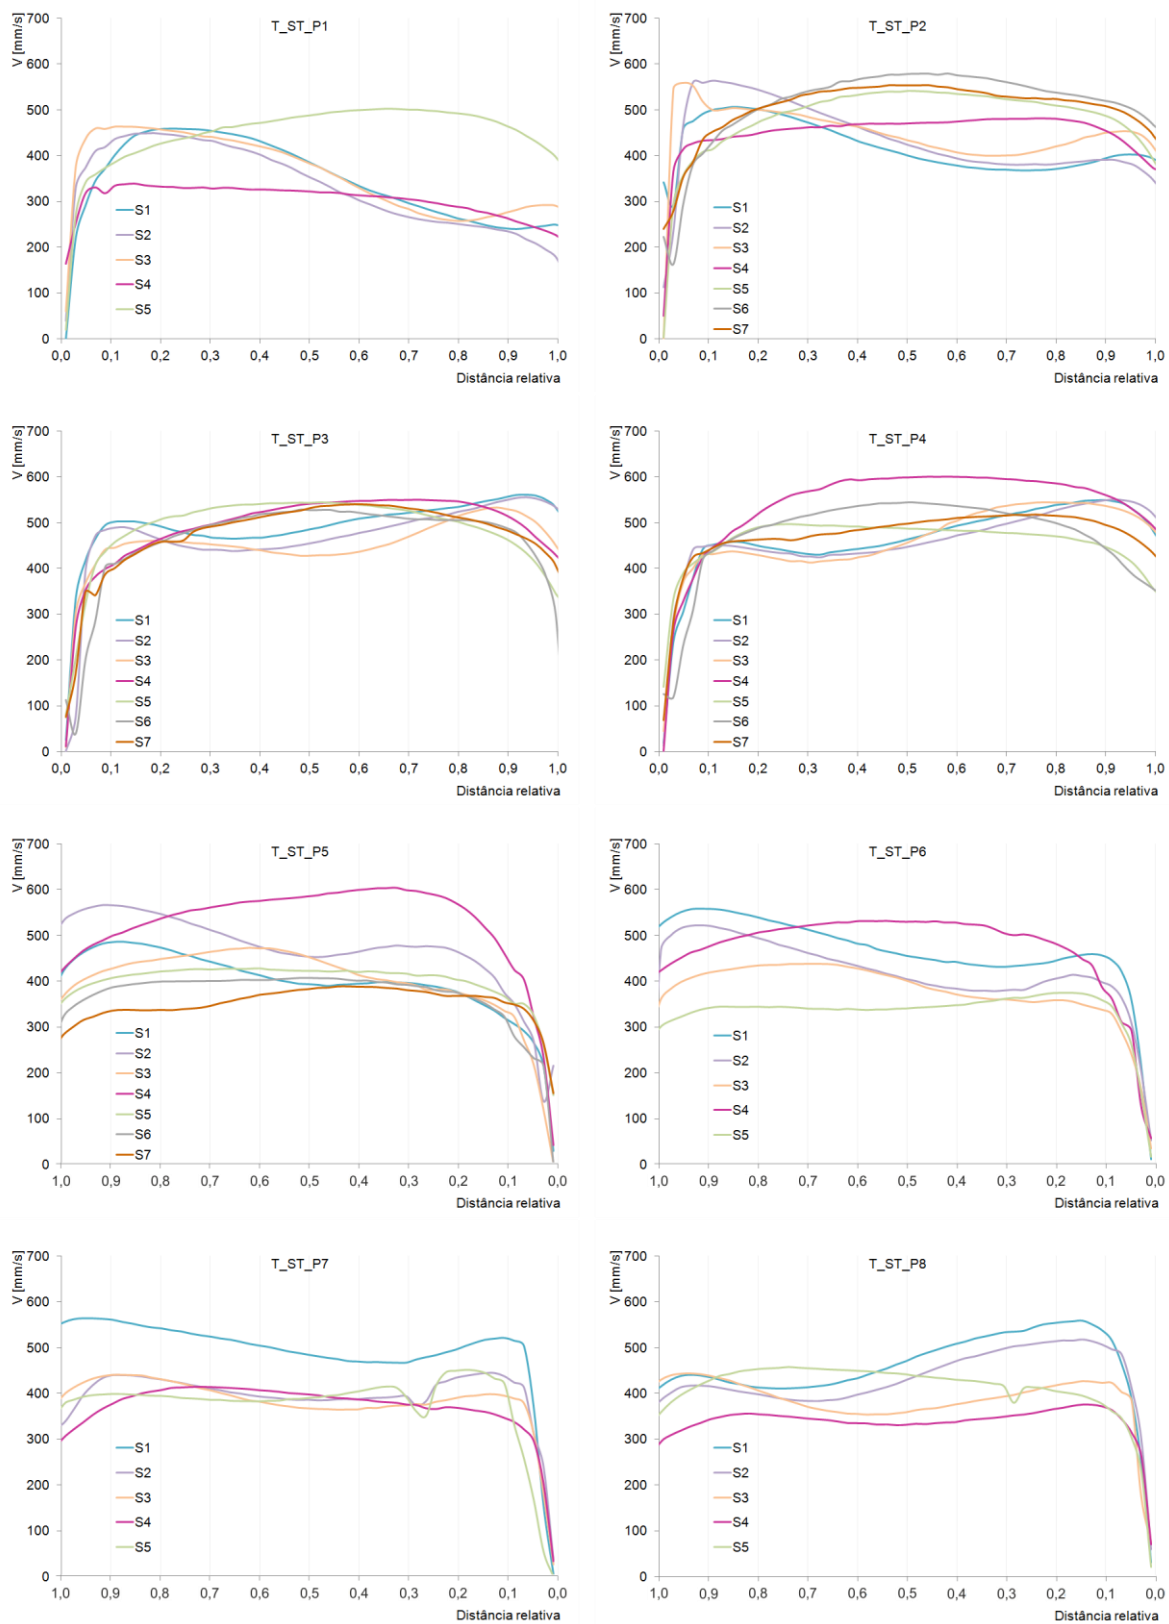 T_ST_P1
V [mm/s]
700
600
500
400
300
200
100
0
S1
S2
S3
S4
S5
0,0 0,1 0,2 0,3 0,4 0,5 0,6 0,7 0,8 0,9 1,0
Distância relativa
T_ST_P2
V [mm/s]
700
600
500
400
300
200
100
0
S1
S2
S3
S4
S5
S6
S7
0,0 0,1 0,2 0,3 0,4 0,5 0,6 0,7 0,8 0,9 1,0
Distância relativa
T_ST_P3
V [mm/s]
700
600
500
400
300
200
100
0
S1
S2
S3
S4
S5
S6
S7
0,0 0,1 0,2 0,3 0,4 0,5 0,6 0,7 0,8 0,9 1,0
Distância relativa
T_ST_P4
V [mm/s]
700
600
500
400
300
200
100
0
S1
S2
S3
S4
S5
S6
S7
0,0 0,1 0,2 0,3 0,4 0,5 0,6 0,7 0,8 0,9 1,0
Distância relativa
T_ST_P5
V [mm/s]
700
600
500
400
300
200
100
0
S1
S2
S3
S4
S5
S6
S7
1,0 0,9 0,8 0,7 0,6 0,5 0,4 0,3 0,2 0,1 0,0
Distância relativa
T_ST_P6
V [mm/s]
700
600
500
400
300
200
100
0
S1
S2
S3
S4
S5
1,0 0,9 0,8 0,7 0,6 0,5 0,4 0,3 0,2 0,1 0,0
Distância relativa
T_ST_P7
V [mm/s]
700
600
500
400
300
200
100
0
S1
S2
S3
S4
S5
1,0 0,9 0,8 0,7 0,6 0,5 0,4 0,3 0,2 0,1 0,0
Distância relativa
T_ST_P8
V [mm/s]
700
600
500
400
300
200
100
0
S1
S2
S3
S4
S5
1,0 0,9 0,8 0,7 0,6 0,5 0,4 0,3 0,2 0,1 0,0
Distância relativa